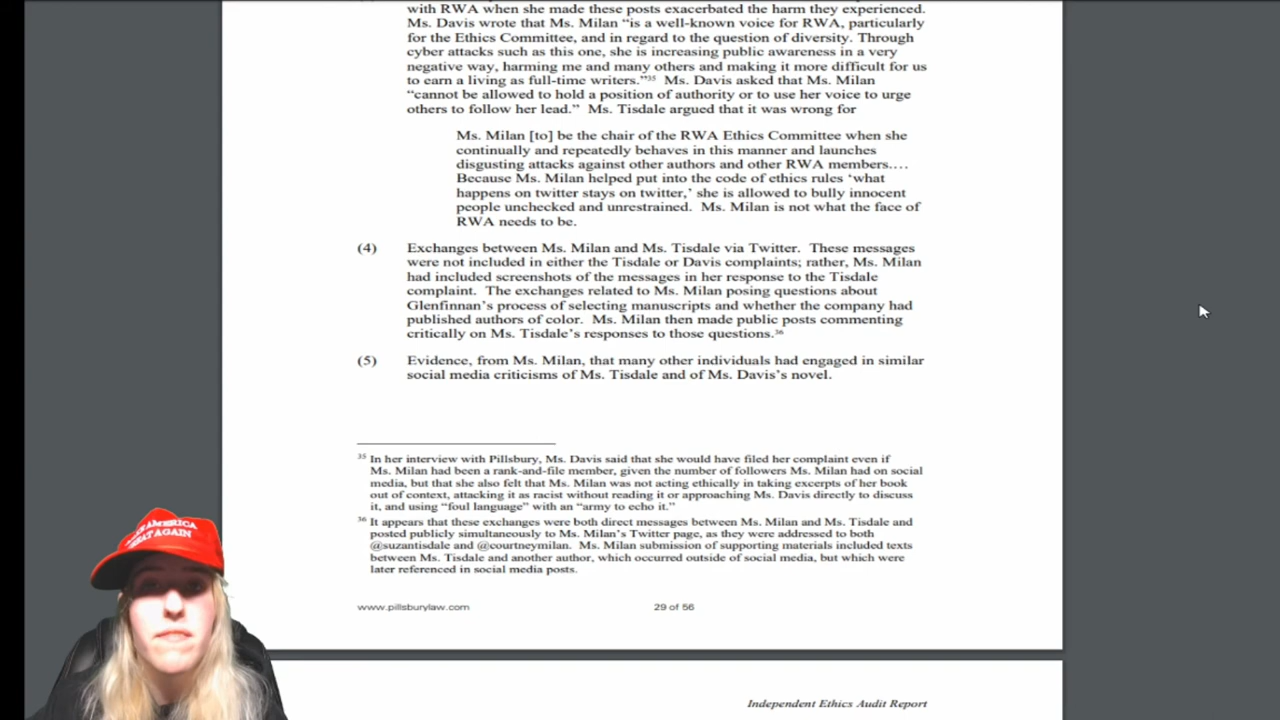 with RWA when she made these posts exacerbated the harm they experienced.
Ms. Davis wrote that Ms. Milan “is a well-known voice for RWA, particularly
for the Ethics Committee, and in regard to the question of diversity. Through
cyber attacks such as this one, she is increasing public awareness in a very
negative way, harming me and many others and making it more difficult for us
to earn a living as full-time writers.”35 Ms. Davis asked that Ms. Milan
“cannot be allowed to hold a position of authority or to use her voice to urge
others to follow her lead.” Ms. Tisdale argued that it was wrong for
Ms. Milan [to] be the chair of the RWA Ethics Committee when she
continually and repeatedly behaves in this manner and launches
disgusting attacks against other authors and other RWA members....
Because Ms. Milan helped put into the code of ethics rules ‘what
happens on twitter stays on twitter,’ she is allowed to bully innocent
people unchecked and unrestrained. Ms. Milan is not what the face of
RWA needs to be.
(4) Exchanges between Ms. Milan and Ms. Tisdale via Twitter. These messages
were not included in either the Tisdale or Davis complaints; rather, Ms. Milan
had included screenshots of the messages in her response to the Tisdale
complaint. The exchanges related to Ms. Milan posing questions about
Glenfinnan’s process of selecting manuscripts and whether the company had
published authors of color. Ms. Milan then made public posts commenting
critically on Ms. Tisdale’s responses to those questions.36
(5) Evidence, from Ms. Milan, that many other individuals had engaged in similar
social media criticisms of Ms. Tisdale and of Ms. Davis’s novel.
35 In her interview with Pillsbury, Ms. Davis said that she would have filed her complaint even if
Ms. Milan had been a rank-and-file member, given the number of followers Ms. Milan had on social
media, but that she also felt that Ms. Milan was not acting ethically in taking excerpts of her book
out of context, attacking it as racist without reading it or approaching Ms. Davis directly to discuss
it, and using “foul language” with an “army to echo it.”
36 It appears that these exchanges were both direct messages between Ms. Milan and Ms. Tisdale and
posted publicly simultaneously to Ms. Milan’s Twitter page, as they were addressed to both
@suzantisdale and @courtneymilan. Ms. Milan submission of supporting materials included texts
between Ms. Tisdale and another author, which occurred outside of social media, but which were
later referenced in social media posts.
www.pillsburylaw.com 29 of 56
Independent Ethics Audit Report
AMERICA
AGAIN